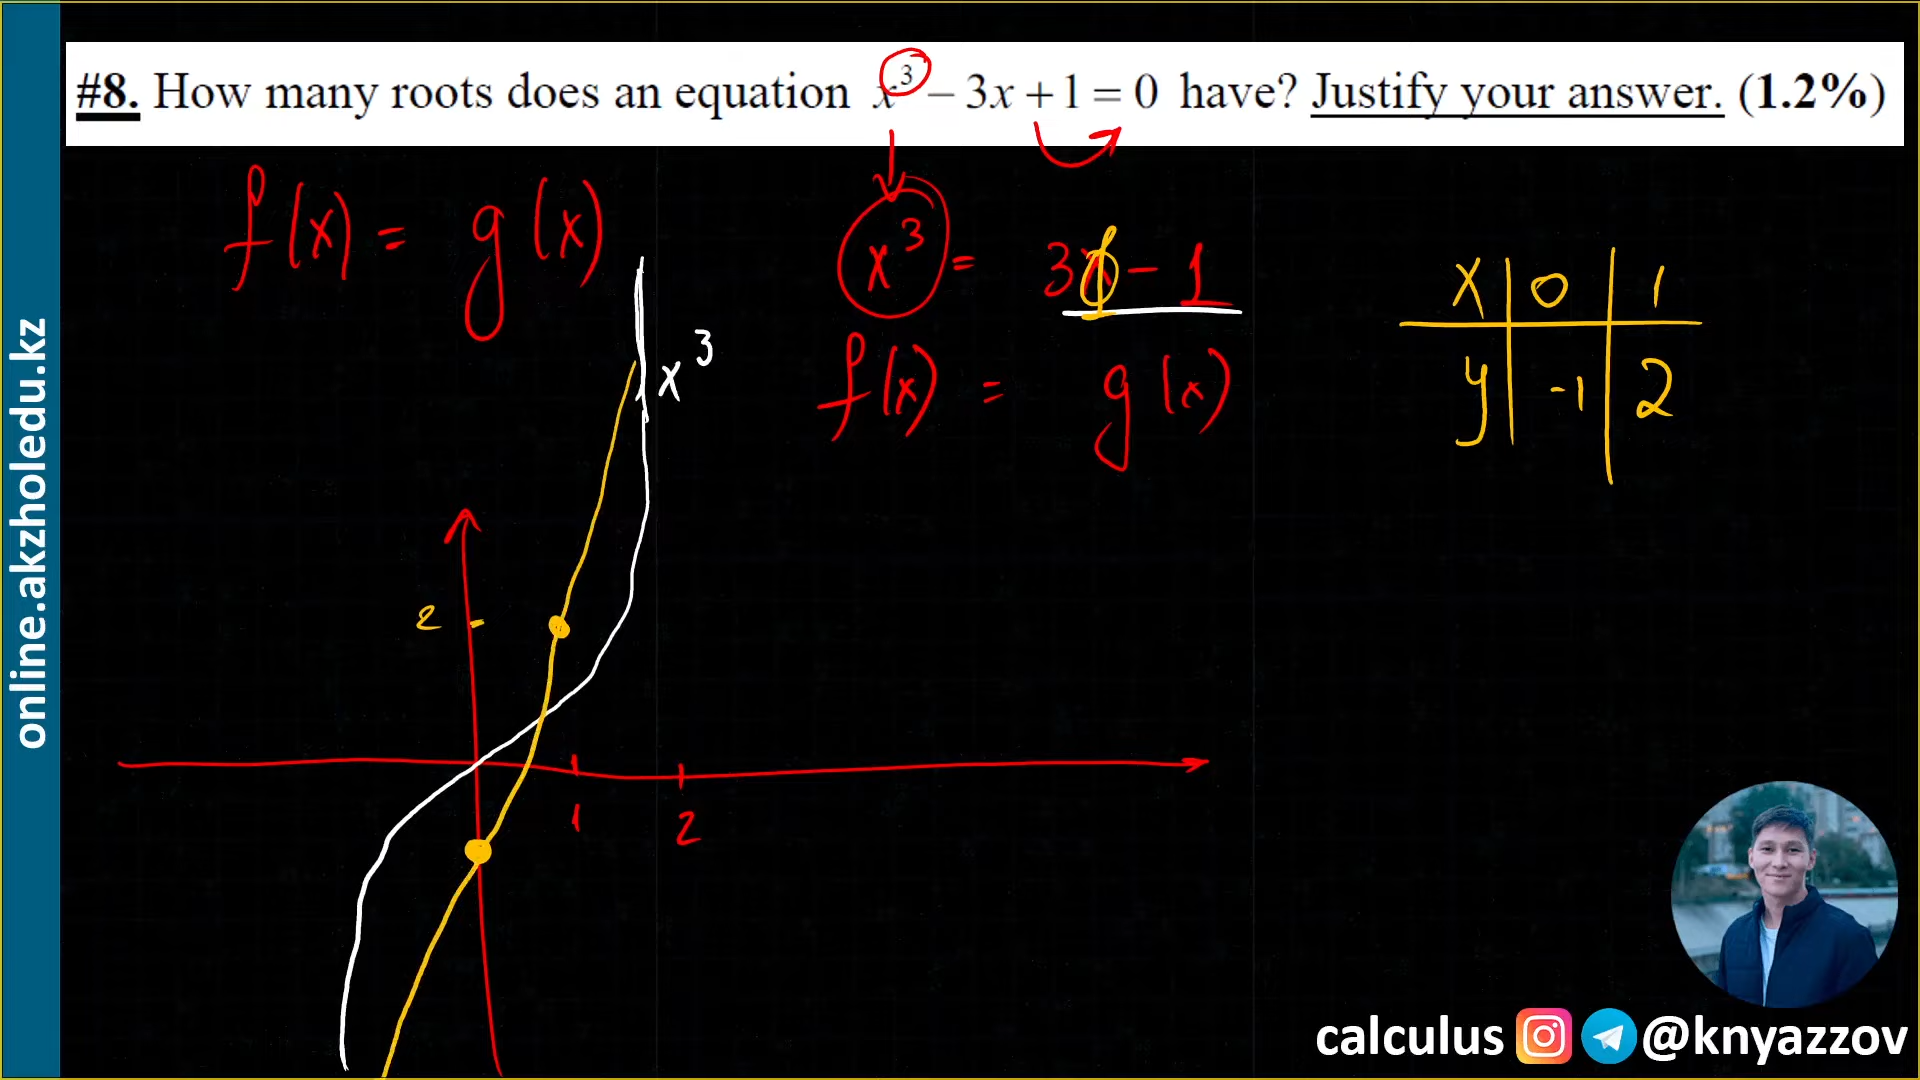 online.akzholedu.kz
#8. How many roots does an equation x³ − 3x + 1 = 0 have? Justify your answer. (1.2%)
f(x) = g(x)
x³ = 3x - 1
f(x) = g(x)
x 0 1
y -1 2
x³
2
1 2
calculus @knyazzov